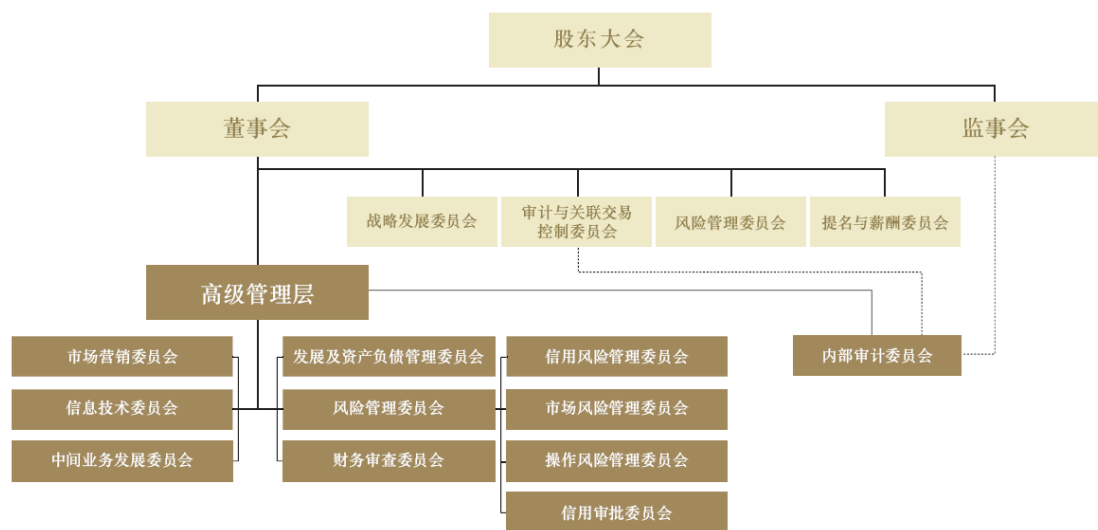 股东大会
董事会
监事会
战略发展委员会
审计与关联交易
控制委员会
风险管理委员会
提名与薪酬委员会
高级管理层
市场营销委员会
发展及资产负债管理委员会
信用风险管理委员会
内部审计委员会
信息技术委员会
风险管理委员会
市场风险管理委员会
中间业务发展委员会
财务审查委员会
操作风险管理委员会
信用审批委员会